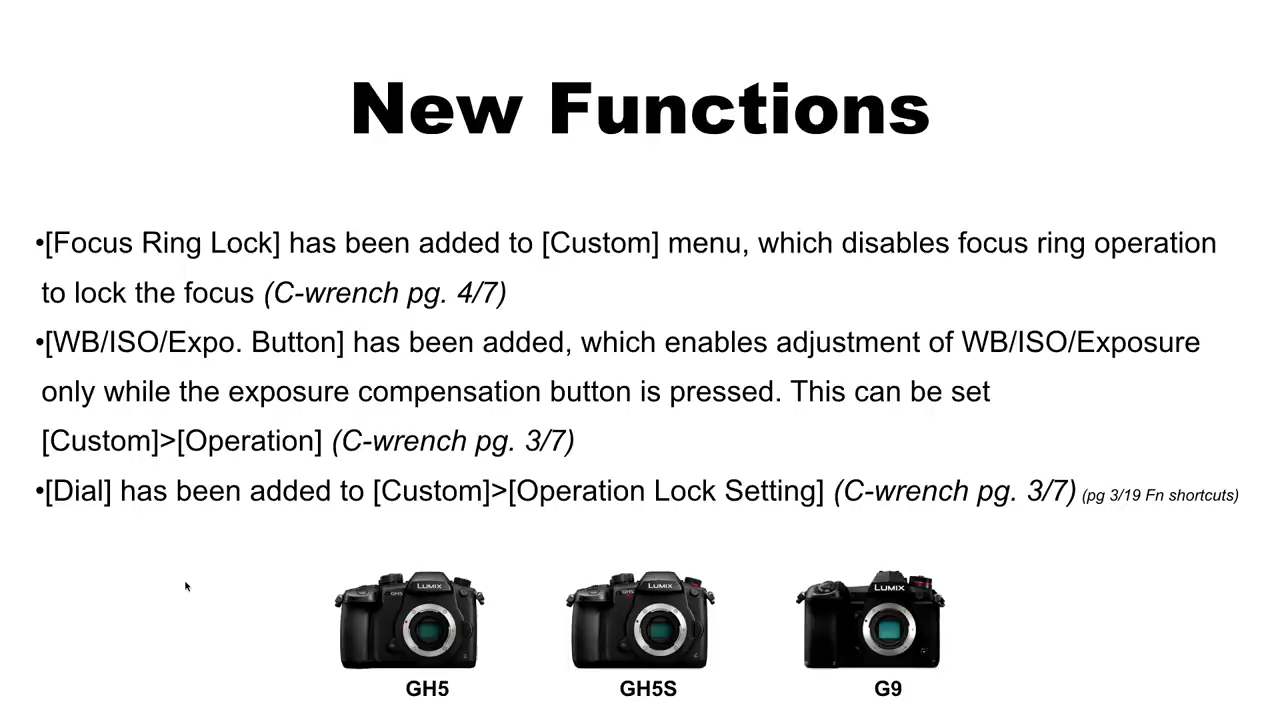 New Functions
•[Focus Ring Lock] has been added to [Custom] menu, which disables focus ring operation
to lock the focus (C-wrench pg. 4/7)
•[WB/ISO/Expo. Button] has been added, which enables adjustment of WB/ISO/Exposure
only while the exposure compensation button is pressed. This can be set
[Custom]>[Operation] (C-wrench pg. 3/7)
•[Dial] has been added to [Custom]>[Operation Lock Setting] (C-wrench pg. 3/7) (pg 3/19 Fn shortcuts)
LUMIX LUMIX LUMIX
GH5 GH5
GH5 GH5S G9